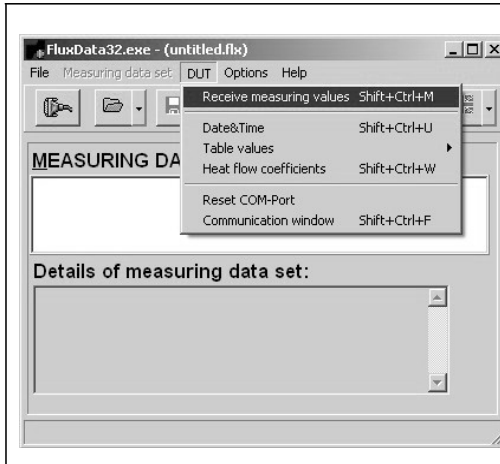 FluxData32.exe - (untitled.flx)
File Measuring data set DUT Options Help
Receive measuring values Shift+Ctrl+M
Date&Time Shift+Ctrl+U
Table values
Heat flow coefficients Shift+Ctrl+W
Reset COM-Port
Communication window Shift+Ctrl+F
MEASURING DA
Details of measuring data set: